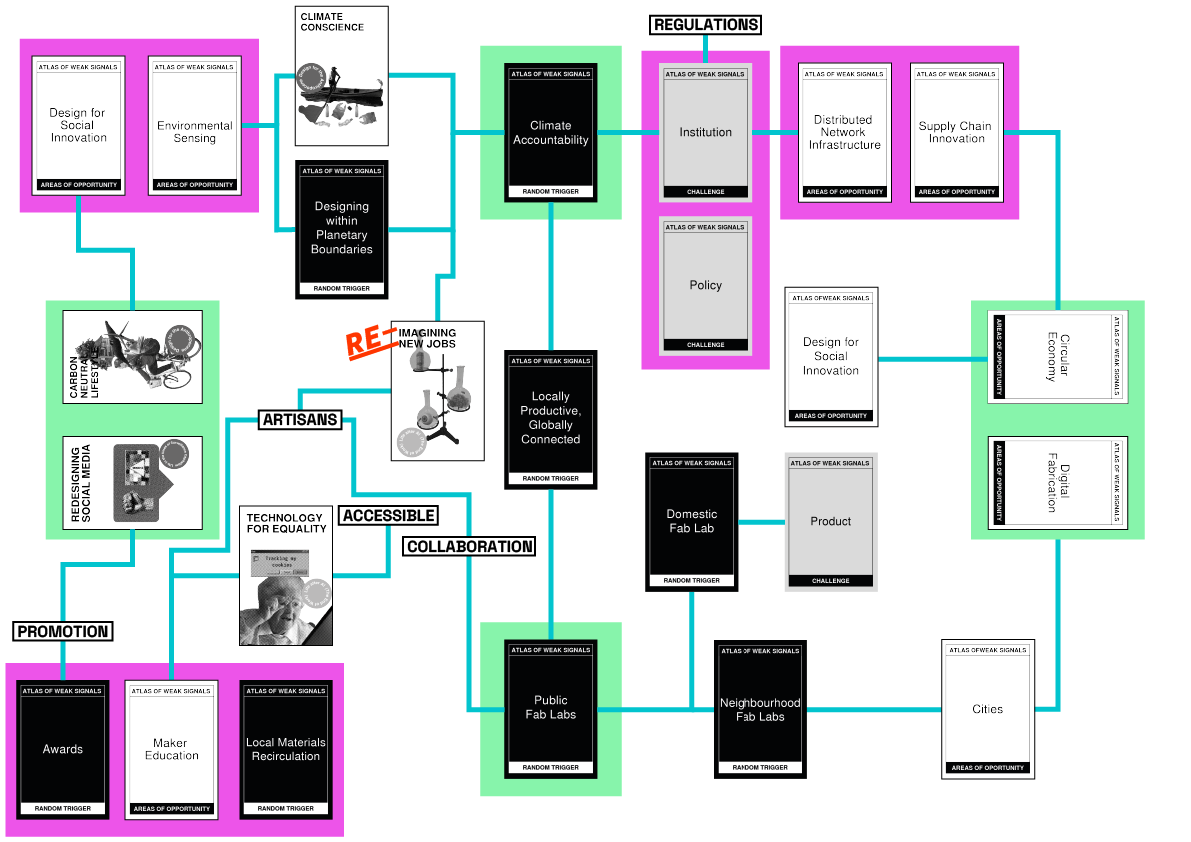 CLIMATE
CONSCIENCE
REGULATIONS
ATLAS OF WEAK SIGNALS
Design for
Social
Innovation
AREAS OF OPPORTUNITY
ATLAS OF WEAK SIGNALS
Environmental
Sensing
AREAS OF OPPORTUNITY
ATLAS OF WEAK SIGNALS
Climate
Accountability
RANDOM TRIGGER
ATLAS OF WEAK SIGNALS
Institution
CHALLENGE
ATLAS OF WEAK SIGNALS
Distributed
Network
Infrastructure
AREAS OF OPPORTUNITY
ATLAS OF WEAK SIGNALS
Supply Chain
Innovation
AREAS OF OPPORTUNITY
ATLAS OF WEAK SIGNALS
Designing
within
Planetary
Boundaries
RANDOM TRIGGER
ATLAS OF WEAK SIGNALS
Policy
CHALLENGE
ATLAS OFWEAK SIGNALS
Design for
Social
Innovation
AREAS OF OPORTUNITY
ATLAS OF WEAK SIGNALS
Circular
Economy
AREAS OF OPPORTUNITY
CARBON
NEUTRAL
LIFESTYLE
RE-
IMAGINING
NEW JOBS
ATLAS OF WEAK SIGNALS
Locally
Productive,
Globally
Connected
RANDOM TRIGGER
ARTISANS
REDESIGNING
SOCIAL MEDIA
ATLAS OF WEAK SIGNALS
Domestic
Fab Lab
RANDOM TRIGGER
ATLAS OF WEAK SIGNALS
Product
CHALLENGE
ATLAS OF WEAK SIGNALS
Digital
Fabrication
AREAS OF OPPORTUNITY
TECHNOLOGY
FOR EQUALITY
Tracking my
cookies
ACCESSIBLE
COLLABORATION
PROMOTION
ATLAS OF WEAK SIGNALS
Awards
RANDOM TRIGGER
ATLAS OF WEAK SIGNALS
Maker
Education
AREAS OF OPPORTUNITY
ATLAS OF WEAK SIGNALS
Local Materials
Recirculation
RANDOM TRIGGER
ATLAS OF WEAK SIGNALS
Public
Fab Labs
RANDOM TRIGGER
ATLAS OF WEAK SIGNALS
Neighbourhood
Fab Labs
RANDOM TRIGGER
ATLAS OFWEAK SIGNALS
Cities
AREAS OF OPORTUNITY